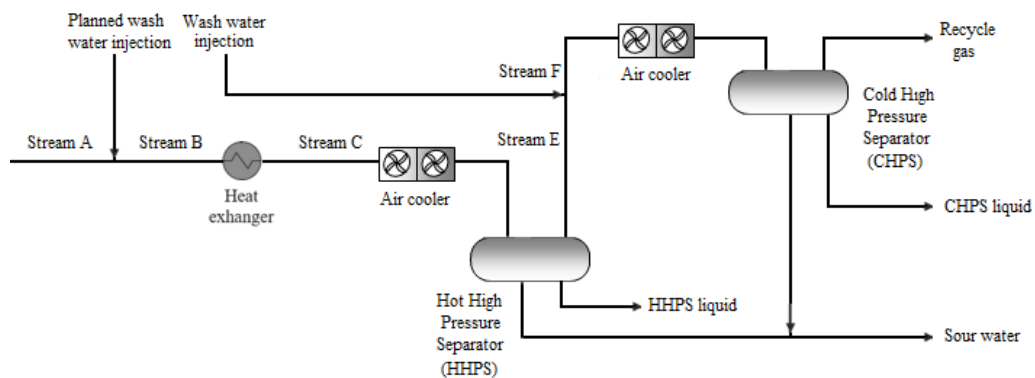 Planned wash
water injection
Wash water
injection
Stream F
Air cooler
Recycle
gas
Cold High
Pressure
Separator
(CHPS)
Stream A
Stream B
Stream C
Stream E
Heat
exhanger
Air cooler
CHPS liquid
Hot High
Pressure
Separator
(HHPS)
HHPS liquid
Sour water